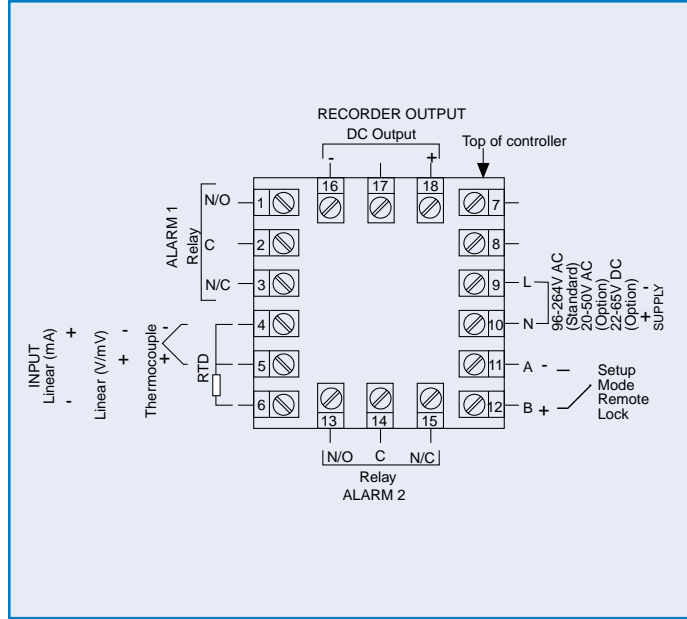 RECORDER OUTPUT
DC Output
Top of controller
- +
16 17 18
ALARM 1
Relay
N/O 1
C 2
N/C 3
4
5
6
7
8
9 L
10 N
11 A -
12 B +
96-264V AC
(Standard)
20-50V AC
(Option)
22-65V DC
(Option)
+ -
SUPPLY
Setup
Mode
Remote
Lock
INPUT
Linear (mA)
- +
Linear (V/mV)
+ -
Thermocouple
+ -
RTD
13 14 15
N/O C N/C
Relay
ALARM 2